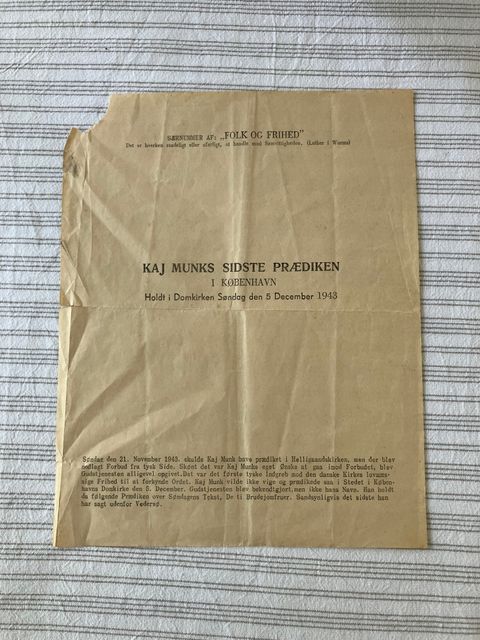 SÆRNUMMER AF: „FOLK OG FRIHED"
Det er hverken raadeligt eller ufarligt, at handle mod Samvittigheden. (Luther i Worms)
KAJ MUNKS SIDSTE PRÆDIKEN
I KØBENHAVN
Holdt i Domkirken Søndag den 5 December 1943
Søndag den 21. November 1943. skulde Kaj Munk have prædiket i Helligaandskirken, men der blev
nedlagt Forbud fra tysk Side. Skønt det var Kaj Munks eget Ønske at gaa imod Forbudet, blev
Gudstjenesten alligevel opgivet. Det var det første tyske Indgreb mod den danske Kirkes lovmæs-
sige Frihed til at forkynde Ordet. Kaj Munk vilde ikke vige og prædikede saa i Stedet i Køben-
havns Domkirke den 5. December. Gudstjenesten blev bekendtgjort, men ikke hans Navn. Han holdt
da følgende Prædiken over Søndagens Tekst, De ti Brudejomfruer. Sandsynligvis det sidste han
har sagt udenfor Vedersø.